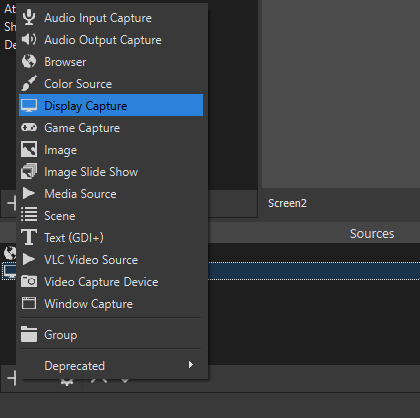 At
Sh
De
Audio Input Capture
Audio Output Capture
Browser
Color Source
Display Capture
Game Capture
Image
Image Slide Show
Media Source
Scene
Text (GDI+)
VLC Video Source
Video Capture Device
Window Capture
Group
Deprecated
Screen2
Sources